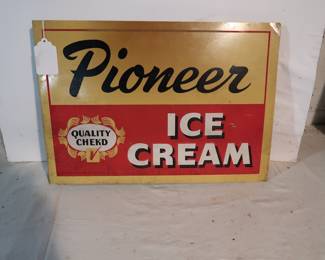 Pioneer
QUALITY
CHEKD
ICE
CREAM